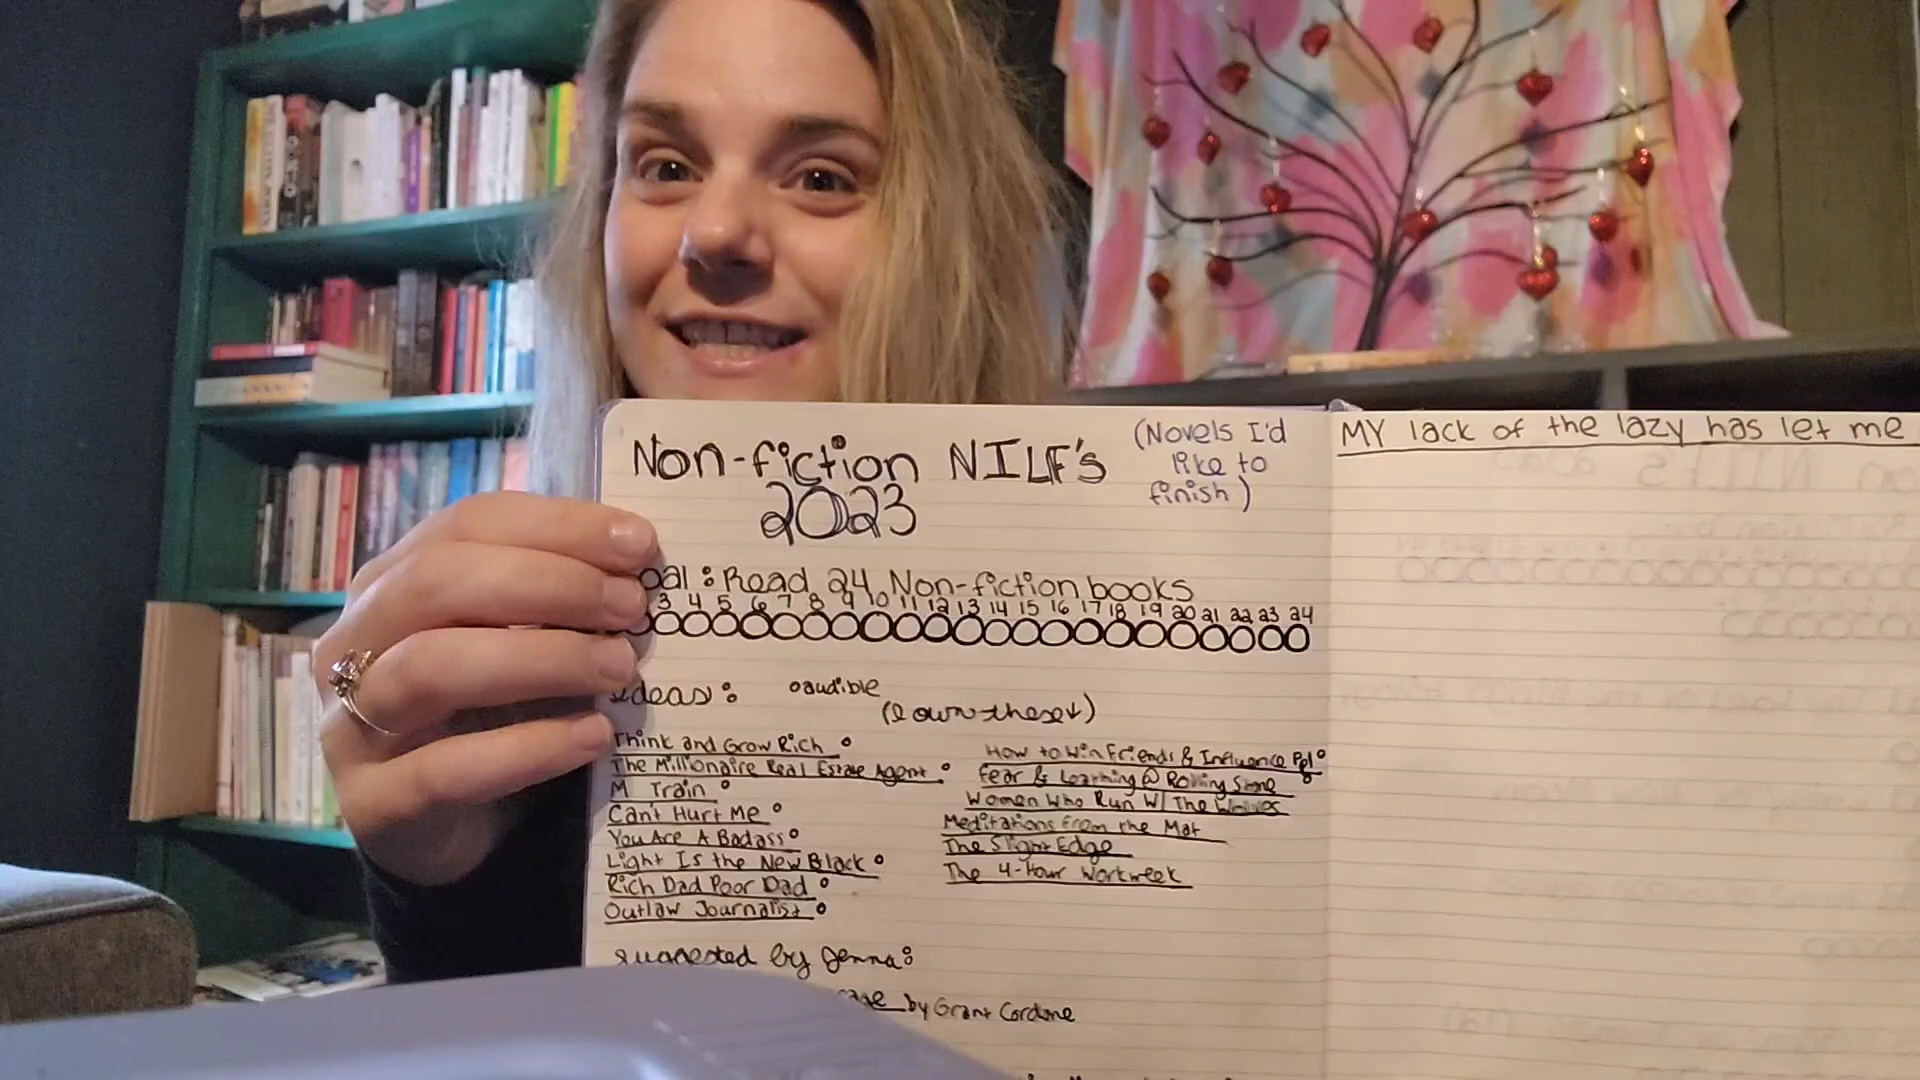 Non-fiction NILF's
2023
(Novels I'd
like to
finish)
oal: Read 24 Non-fiction books
3 4 5 6 7 8 9 10 11 12 13 14 15 16 17 18 19 20 21 22 23 24
ideas: audible
(I own these↓)
Think and Grow Rich
The Millionaire Real Estate Agent
M Train
Can't Hurt Me
You Are A Badass
Light Is the New Black
Rich Dad Poor Dad
Outlaw Journalist
How to Win Friends & Influence Ppl
Fear & Learning @ Rolling Stone
Women Who Run W/ The Wolves
Meditations from the Mat
The Slight Edge
The 4-Hour Workweek
suggested by Jenna:
by Grant Cardone
MY lack of the lazy has let me